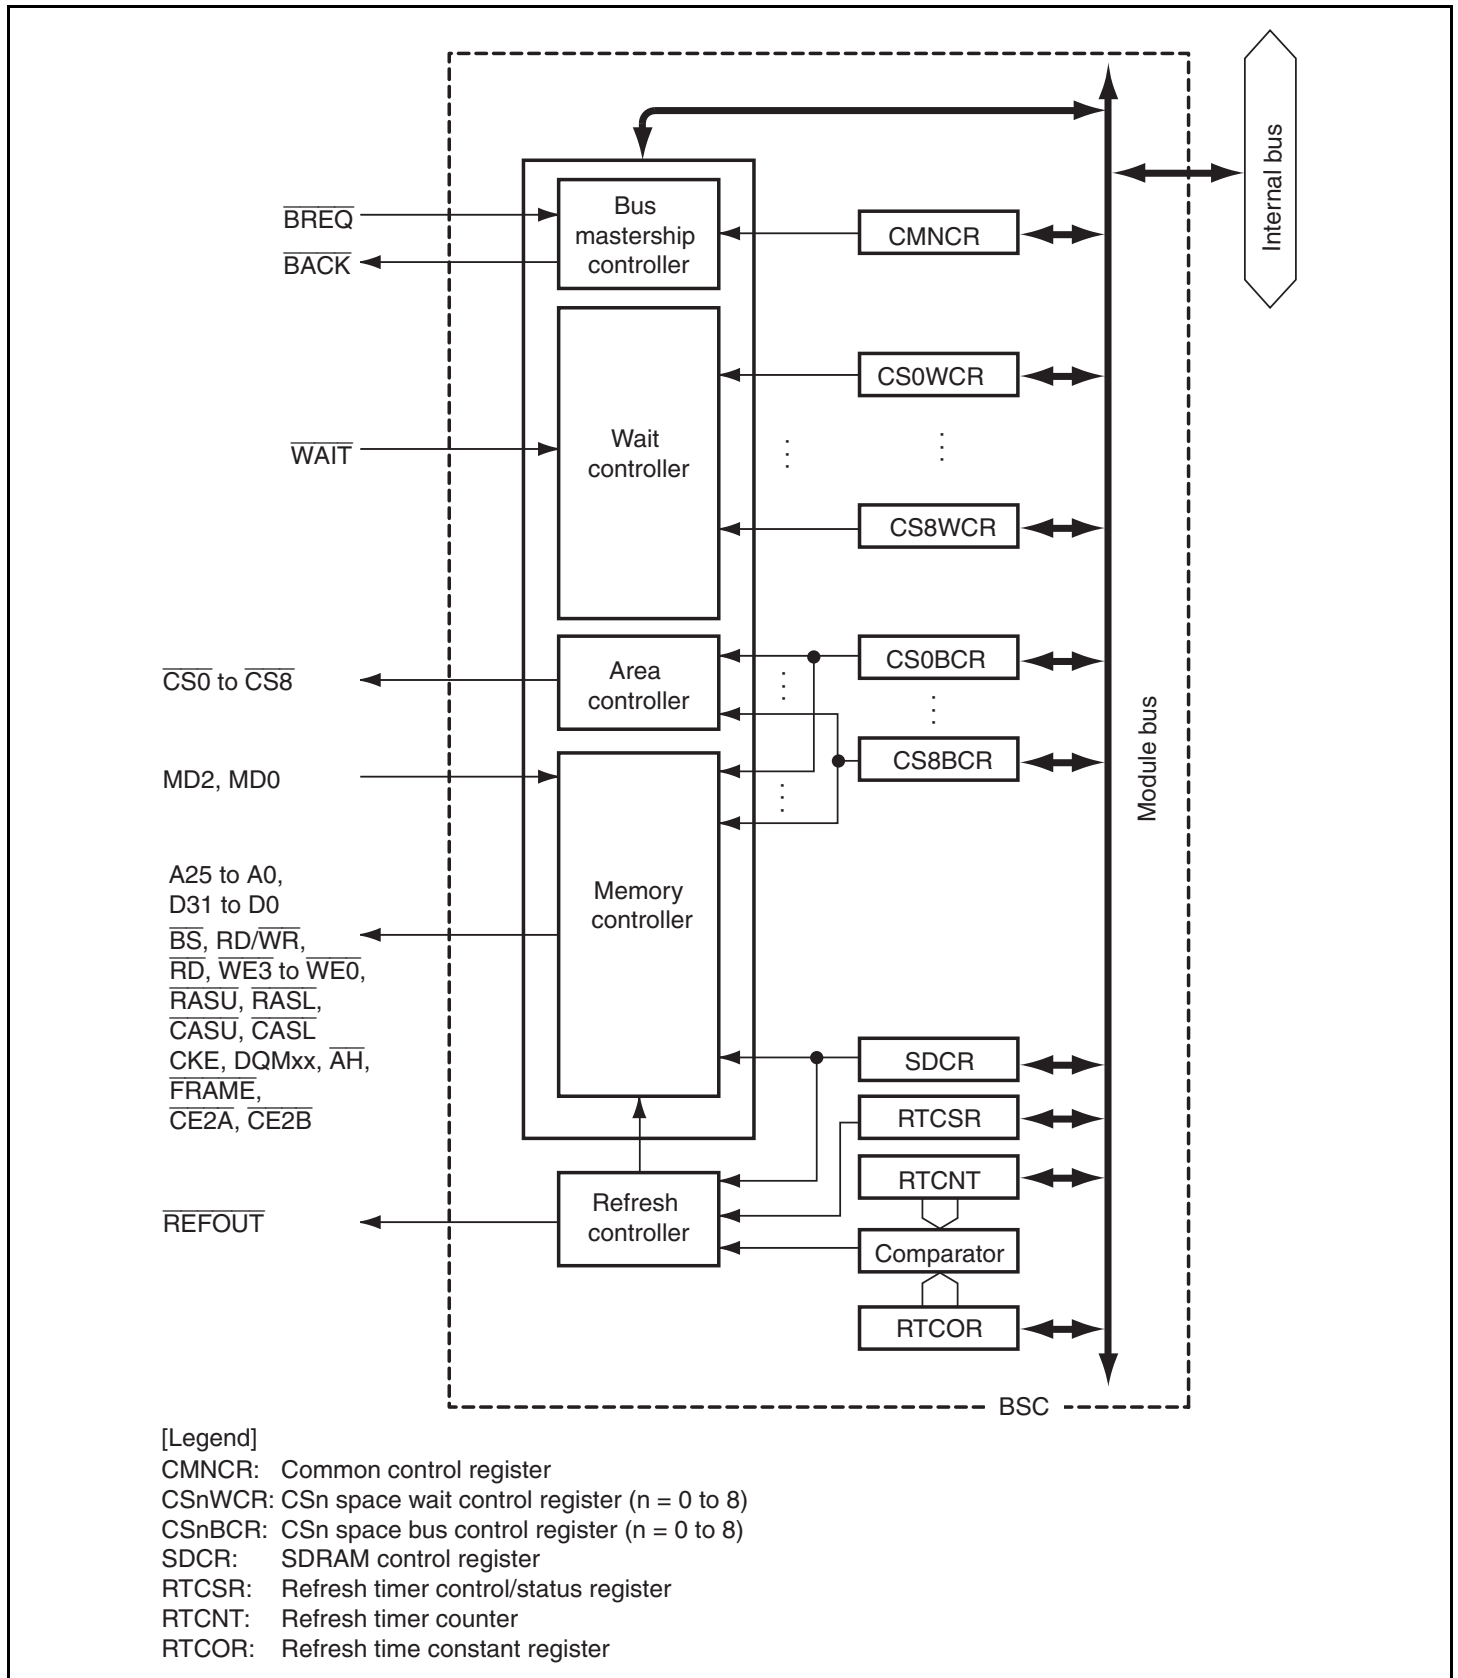 Internal bus
BREQ
BACK
Bus
mastership
controller
CMNCR
WAIT
Wait
controller
CS0WCR
CS8WCR
CS0 to CS8
Area
controller
CS0BCR
CS8BCR
Module bus
MD2, MD0
A25 to A0,
D31 to D0
BS, RD/WR,
RD, WE3 to WE0,
RASU, RASL,
CASU, CASL
CKE, DQMxx, AH,
FRAME,
CE2A, CE2B
Memory
controller
SDCR
RTCSR
RTCNT
Comparator
RTCOR
REFOUT
Refresh
controller
BSC
[Legend]
CMNCR: Common control register
CSnWCR: CSn space wait control register (n = 0 to 8)
CSnBCR: CSn space bus control register (n = 0 to 8)
SDCR: SDRAM control register
RTCSR: Refresh timer control/status register
RTCNT: Refresh timer counter
RTCOR: Refresh time constant register